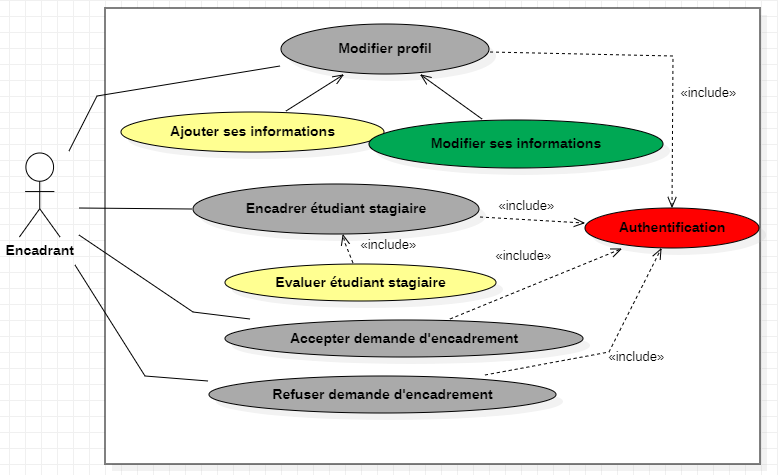 Modifier profil
«include»
Ajouter ses informations
Modifier ses informations
Encadrer étudiant stagiaire
«include»
Authentification
«include»
Encadrant
«include»
Evaluer étudiant stagiaire
Accepter demande d'encadrement
«include»
Refuser demande d'encadrement